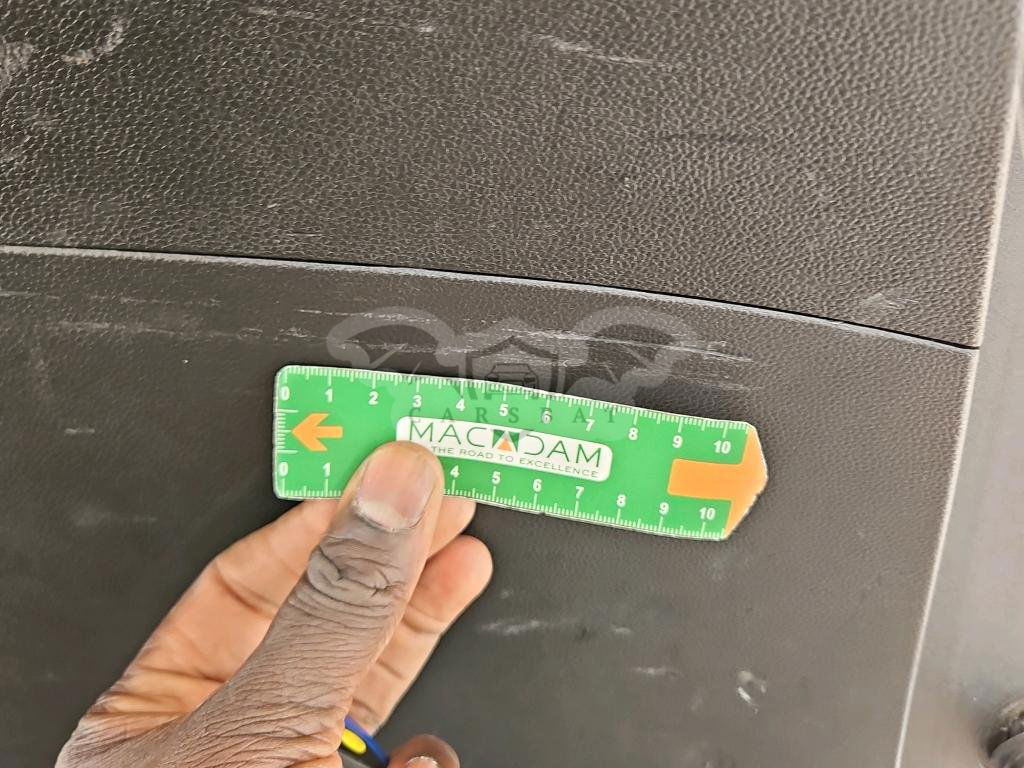 0 1 2 3 4 5 6 7 8 9 10
CARSTAT
MACADAM
THE ROAD TO EXCELLENCE
0 1 4 5 6 7 8 9 10